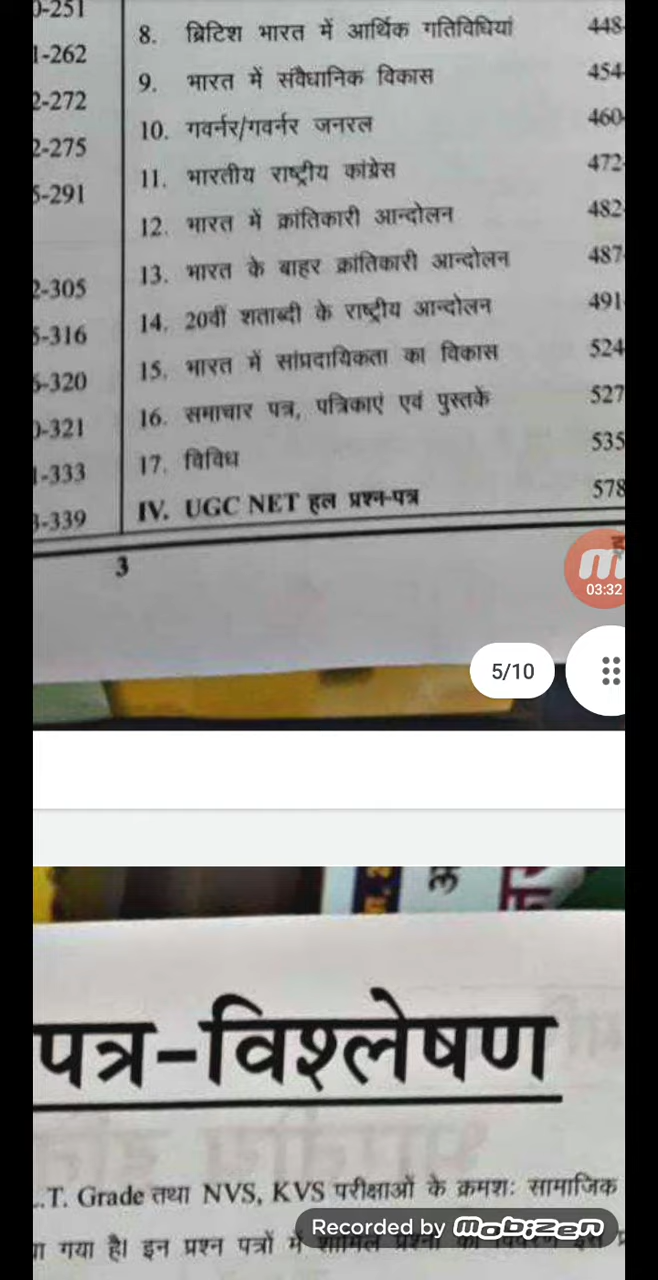 0-251
1-262
2-272
2-275
5-291
2-305
5-316
6-320
0-321
1-333
3-339
8. ब्रिटिश भारत में आर्थिक गतिविधियां 448-
9. भारत में संवैधानिक विकास 454-
10. गवर्नर/गवर्नर जनरल 460-
11. भारतीय राष्ट्रीय कांग्रेस 472-
12. भारत में क्रांतिकारी आन्दोलन 482-
13. भारत के बाहर क्रांतिकारी आन्दोलन 487-
14. 20वीं शताब्दी के राष्ट्रीय आन्दोलन 491-
15. भारत में सांप्रदायिकता का विकास 524
16. समाचार पत्र, पत्रिकाएं एवं पुस्तकें 527
17. विविध 535
IV. UGC NET हल प्रश्न-पत्र 578
3
03:32
5/10
पत्र-विश्लेषण
.T. Grade तथा NVS, KVS परीक्षाओं के क्रमशः सामाजिक
गया है। इन प्रश्न पत्रों में
Recorded by mobizen